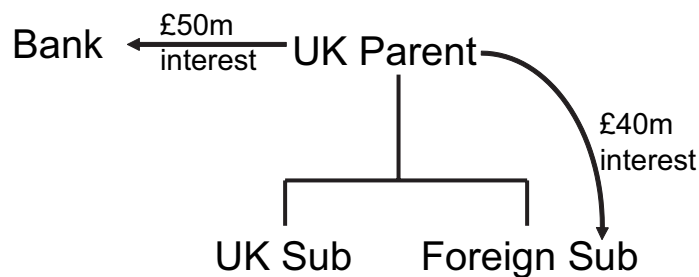 Bank
£50m
interest
UK Parent
£40m
interest
UK Sub
Foreign Sub